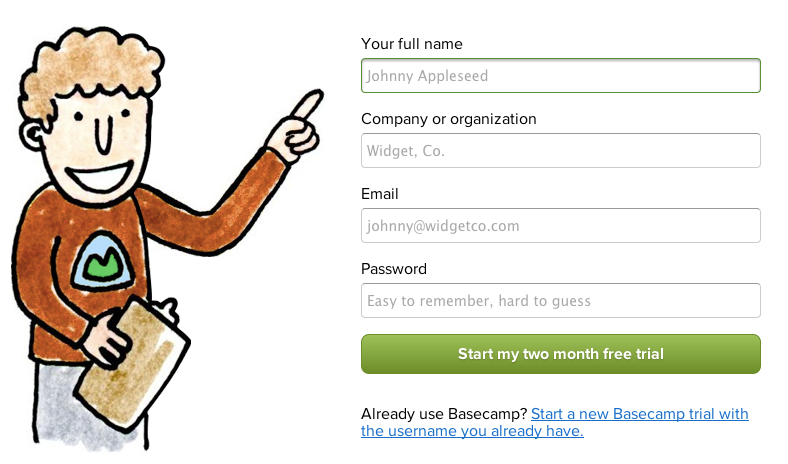 Your full name
Johnny Appleseed
Company or organization
Widget, Co.
Email
johnny@widgetco.com
Password
Easy to remember, hard to guess
Start my two month free trial
Already use Basecamp? Start a new Basecamp trial with
the username you already have.